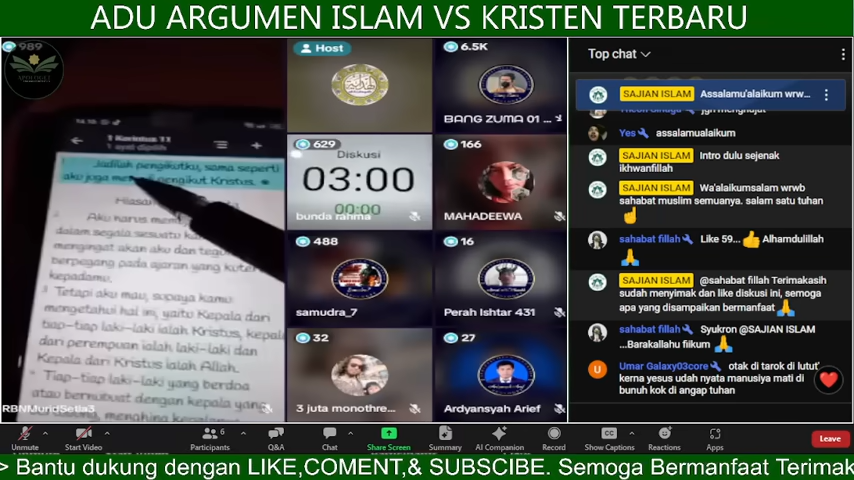 ADU ARGUMEN ISLAM VS KRISTEN TERBARU
989
1 Korintus 11
1 ayat dipilih
Jadilah pengikutku, sama seperti
aku juga menjadi pengikut Kristus.
Aku harus
dalam segala sesuatu
mengingat akan aku dan teguh
berpegang pada ajaran yang
kepadamu.
Tetapi aku mau, supaya kamu
mengetahui hal ini, yaitu Kepala dari
tiap-tiap laki-laki ialah Kristus, kepala
dari perempuan ialah laki-laki dan
Kepala dari Kristus ialah Allah.
Tiap-tiap laki-laki yang berdoa
atau bernubuat dengan kepala yang
menghina
RBNMuridSetia3
Host
6.5K
BANG ZUMA 01 ...
629
Diskusi
03:00
00:00
bunda rahma
166
MAHADEEWA
488
samudra_7
16
Perah Ishtar 431
32
3 juta monothre...
27
Ardyansyah Arief
Top chat
SAJIAN ISLAM Assalamu'alaikum wrw...
jgn menghujat
Yes assalamualaikum
SAJIAN ISLAM Intro dulu sejenak
ikhwanfillah
SAJIAN ISLAM Wa'alaikumsalam wrwb
sahabat muslim semuanya. salam satu tuhan
☝
sahabat fillah Like 59... 👍 Alhamdulillah
🙏
SAJIAN ISLAM @sahabat fillah Terimakasih
sudah menyimak dan like diskusi ini, semoga
apa yang disampaikan bermanfaat 🙏
sahabat fillah Syukron @SAJIAN ISLAM
...Barakallahu fiikum 🙏
U
Umar Galaxy03core otak di tarok di lutut'
kerna yesus udah nyata manusiya mati di
bunuh kok di angap tuhan
Unmute
Start Video
6
Participants
Q&A
Chat
Share Screen
Summary
AI Companion
Record
CC
Show Captions
Reactions
Apps
Leave
> Bantu dukung dengan LIKE,COMENT,& SUBSCIBE. Semoga Bermanfaat Terimak